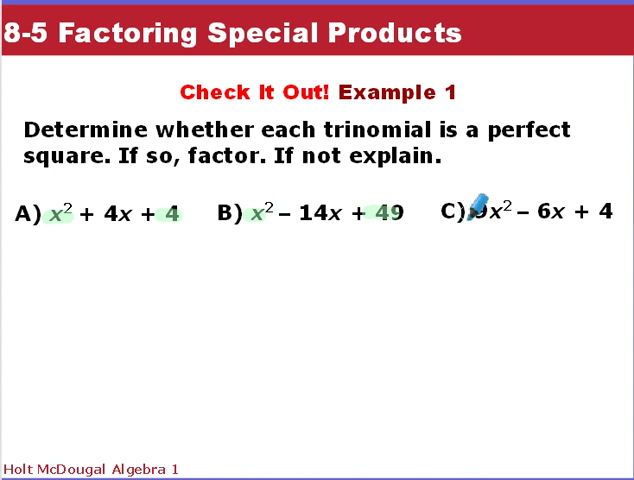 8-5 Factoring Special Products
Check It Out! Example 1
Determine whether each trinomial is a perfect
square. If so, factor. If not explain.
A) x² + 4x + 4 B) x² – 14x + 49 C) 9x² – 6x + 4
Holt McDougal Algebra 1